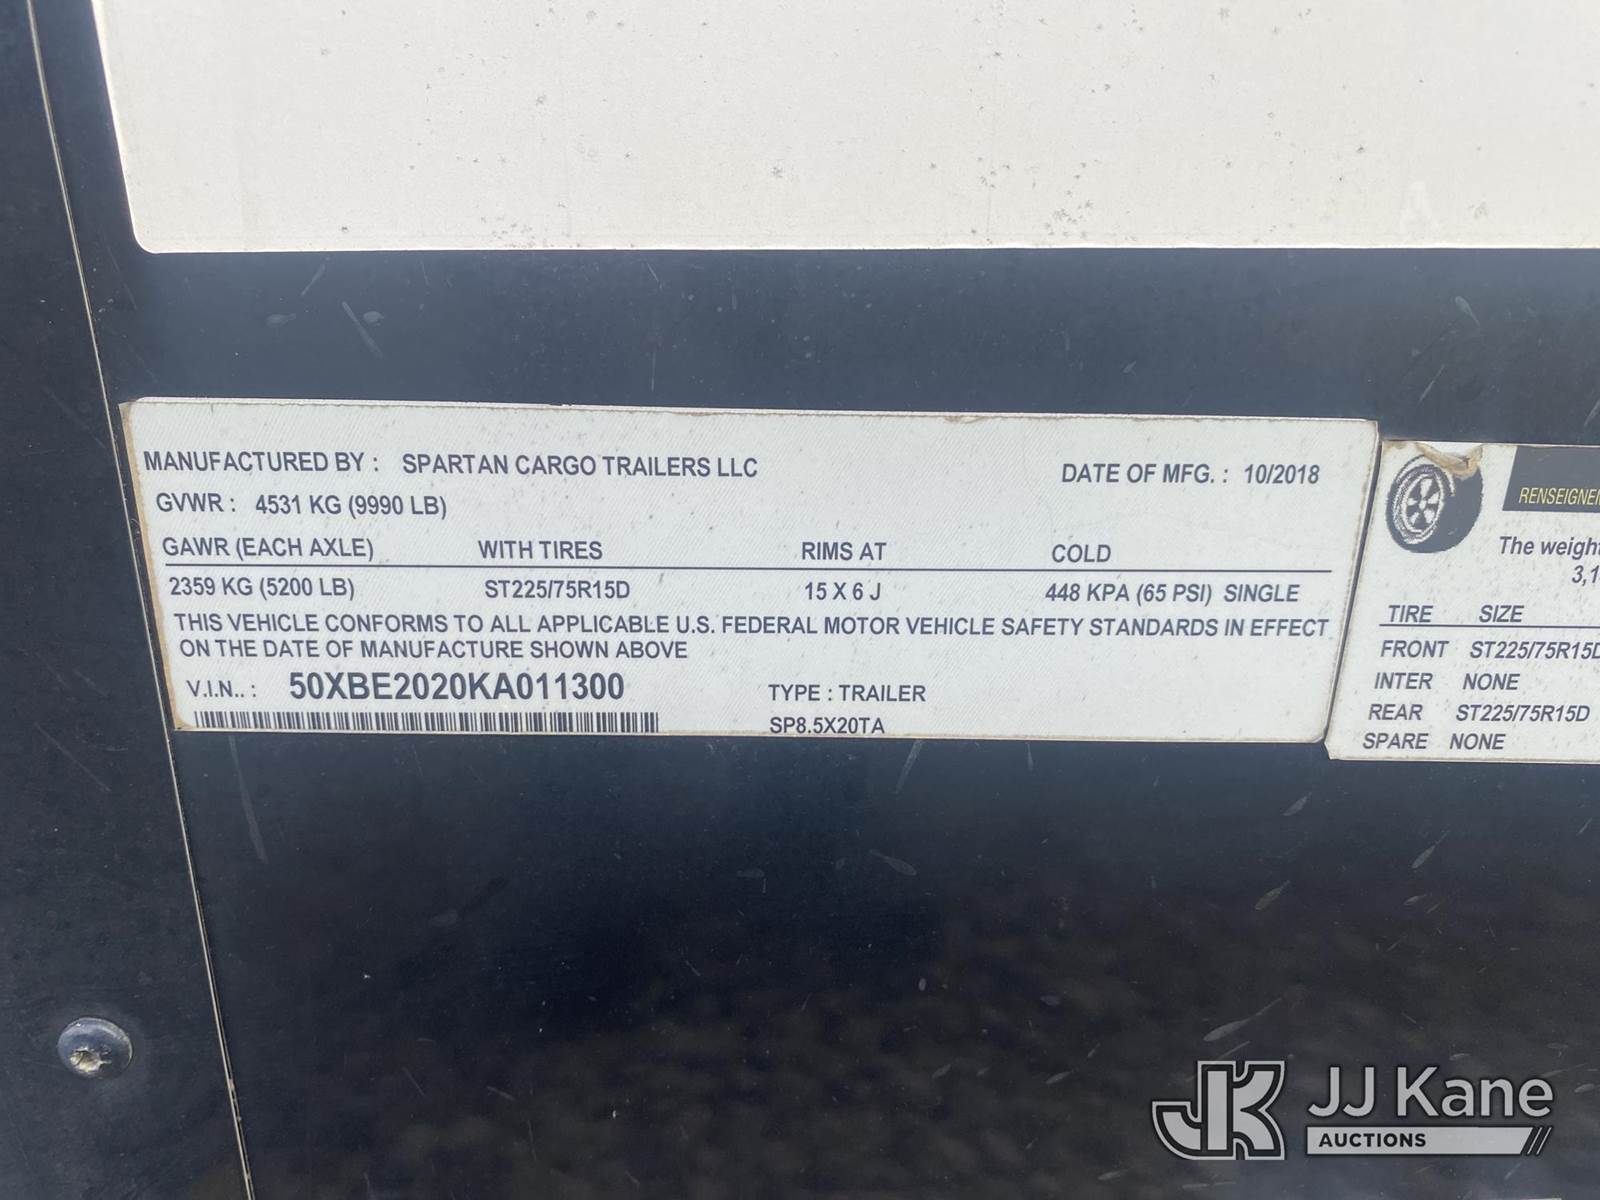 MANUFACTURED BY : SPARTAN CARGO TRAILERS LLC DATE OF MFG. : 10/2018
GVWR : 4531 KG (9990 LB)
GAWR (EACH AXLE) WITH TIRES RIMS AT COLD
2359 KG (5200 LB) ST225/75R15D 15 X 6 J 448 KPA (65 PSI) SINGLE
THIS VEHICLE CONFORMS TO ALL APPLICABLE U.S. FEDERAL MOTOR VEHICLE SAFETY STANDARDS IN EFFECT
ON THE DATE OF MANUFACTURE SHOWN ABOVE
V.I.N.. : 50XBE2020KA011300 TYPE : TRAILER
SP8.5X20TA
RENSEIGNE
The weigh
3,1
TIRE SIZE
FRONT ST225/75R15D
INTER NONE
REAR ST225/75R15D
SPARE NONE
JK JJ Kane
AUCTIONS